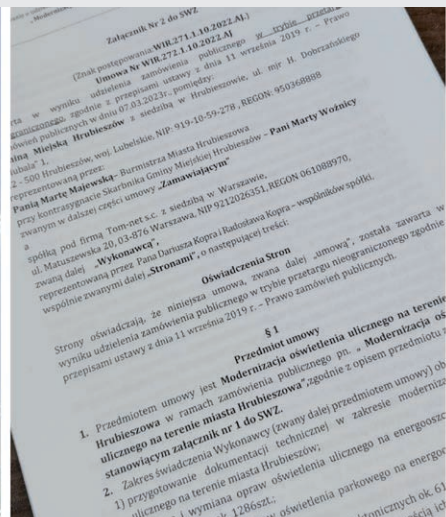 Załącznik Nr 2 do SWZ
(Znak postępowania: WIR.271.1.10.2022.AJ.)
Umowa Nr WIR.272.1.10.2022.AJ
w wyniku udzielenia zamówienia publicznego w trybie
zgodnie z przepisami ustawy z dnia 11 września 2019 r. – Prawo
publicznych w dniu 07.03.2023r., pomiędzy:
Miejską Hrubieszów z siedzibą w Hrubieszowie, ul. mjr H. Dobrzańskiego
1,
500 Hrubieszów, woj. Lubelskie, NIP: 919-10-59-278, REGON: 950368888
reprezentowaną przez:
Panią Martę Majewską– Burmistrza Miasta Hrubieszowa
przy kontrasygnacie Skarbnika Gminy Miejskiej Hrubieszów – Pani Marty Woźnicy
zwanym w dalszej części umowy „Zamawiającym”
a
spółką pod firmą Tom-net s.c. z siedzibą w Warszawie,
ul. Matuszewska 20, 03-876 Warszawa, NIP 9212026351, REGON 061088970,
zwaną dalej „Wykonawcą”,
reprezentowaną przez Pana Dariusza Kopra i Radosława Kopra – wspólników spółki,
wspólnie zwanymi dalej „Stronami”, o następującej treści:
Oświadczenia Stron
Strony oświadczają, że niniejsza umowa, zwana dalej „umową”, została zawarta w
wyniku udzielenia zamówienia publicznego w trybie przetargu nieograniczonego zgodnie
przepisami ustawy z dnia 11 września 2019 r. – Prawo zamówień publicznych.
§ 1
Przedmiot umowy
1. Przedmiotem umowy jest Modernizacja oświetlenia ulicznego na terenie
Hrubieszowa w ramach zamówienia publicznego pn. „ Modernizacja
ulicznego na terenie miasta Hrubieszowa”,zgodnie z opisem przedmiotu
stanowiącym załącznik nr 1 do SWZ.
2. Zakres świadczenia Wykonawcy (zwany dalej przedmiotem umowy)
1) przygotowanie dokumentacji technicznej w zakresie
ulicznego na terenie miasta Hrubieszów;
i wymiana opraw oświetlenia ulicznego na
1286szt.;
oświetlenia parkowego na
ok. 61